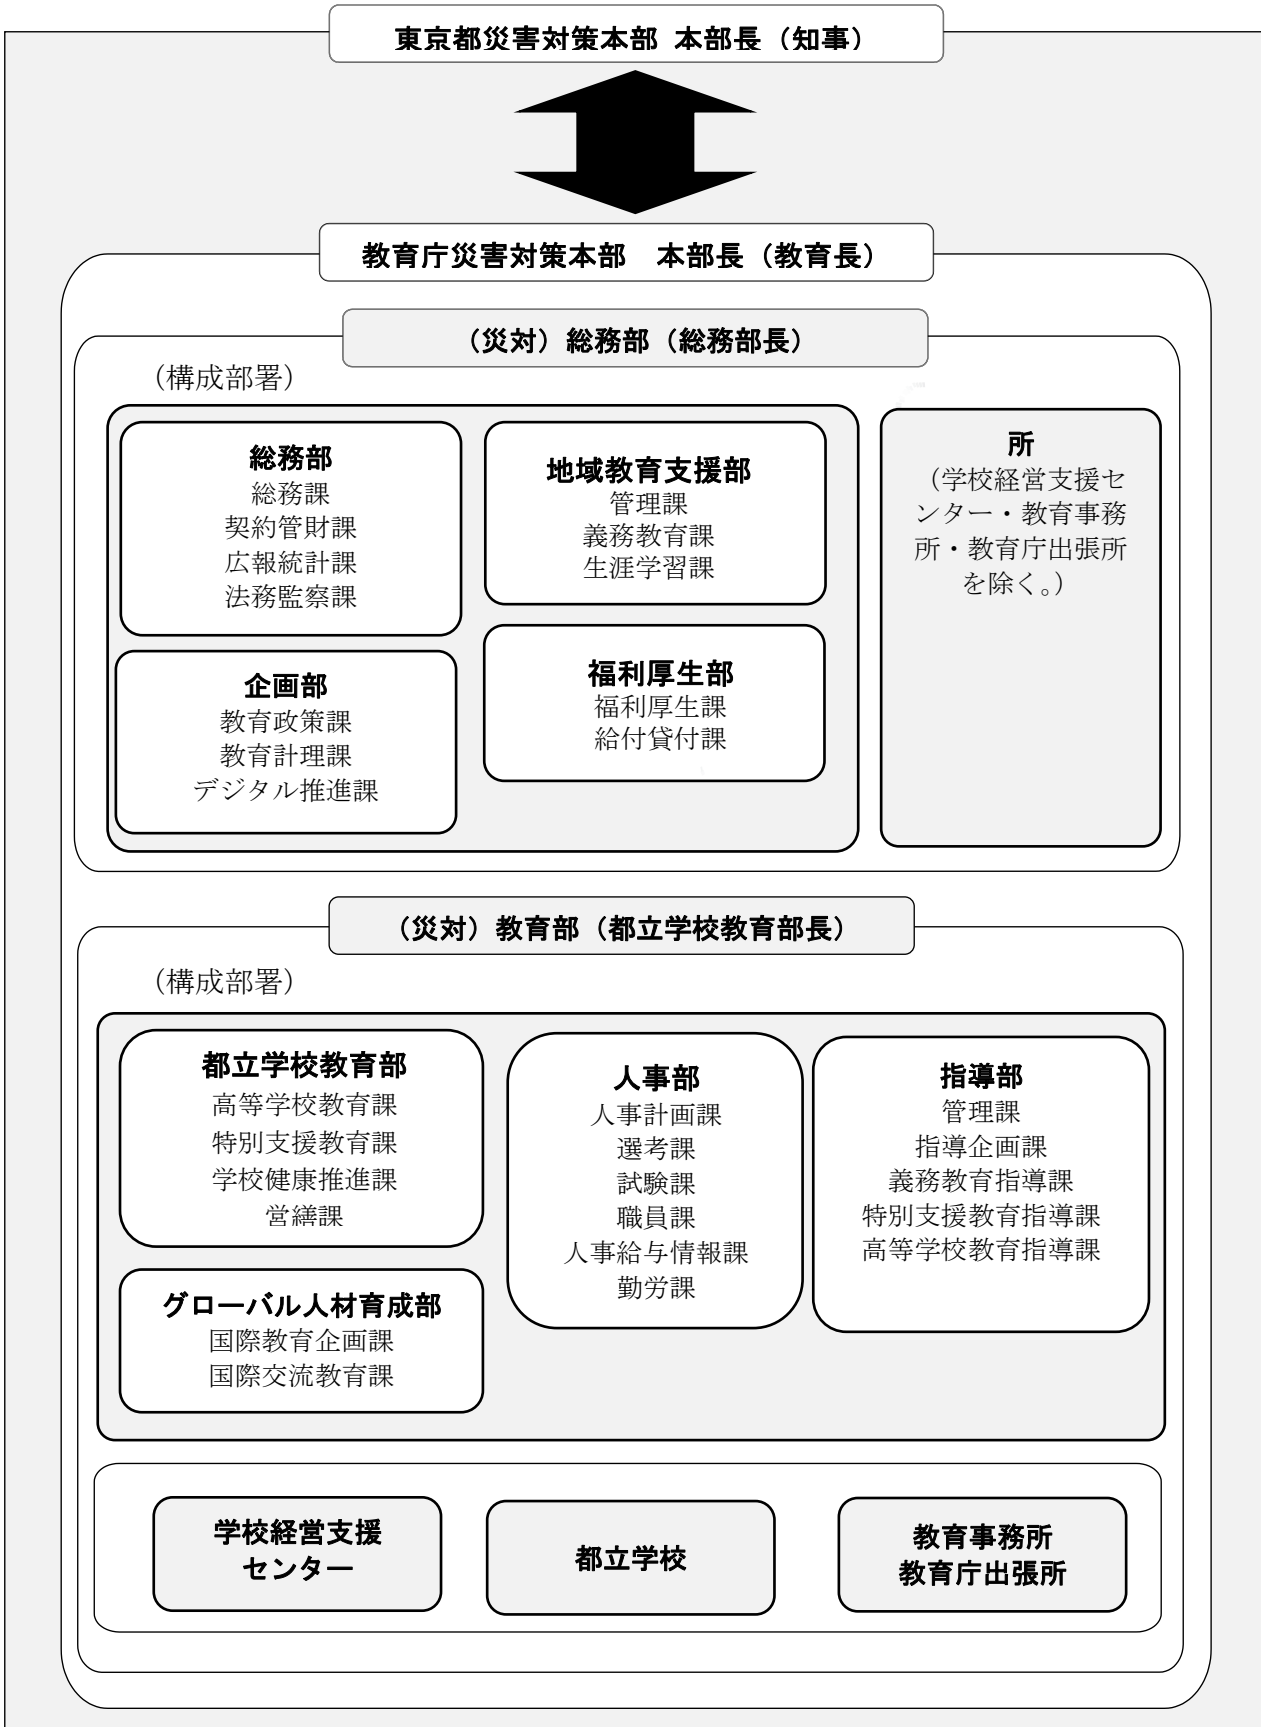 東京都災害対策本部 本部長（知事）
教育庁災害対策本部　本部長（教育長）
（災対）総務部（総務部長）
（構成部署）
総務部
総務課
契約管財課
広報統計課
法務監察課
企画部
教育政策課
教育計理課
デジタル推進課
地域教育支援部
管理課
義務教育課
生涯学習課
福利厚生部
福利厚生課
給付貸付課
所
（学校経営支援セ
ンター・教育事務
所・教育庁出張所
を除く。）
（災対）教育部（都立学校教育部長）
（構成部署）
都立学校教育部
高等学校教育課
特別支援教育課
学校健康推進課
営繕課
グローバル人材育成部
国際教育企画課
国際交流教育課
人事部
人事計画課
選考課
試験課
職員課
人事給与情報課
勤労課
指導部
管理課
指導企画課
義務教育指導課
特別支援教育指導課
高等学校教育指導課
学校経営支援
センター
都立学校
教育事務所
教育庁出張所